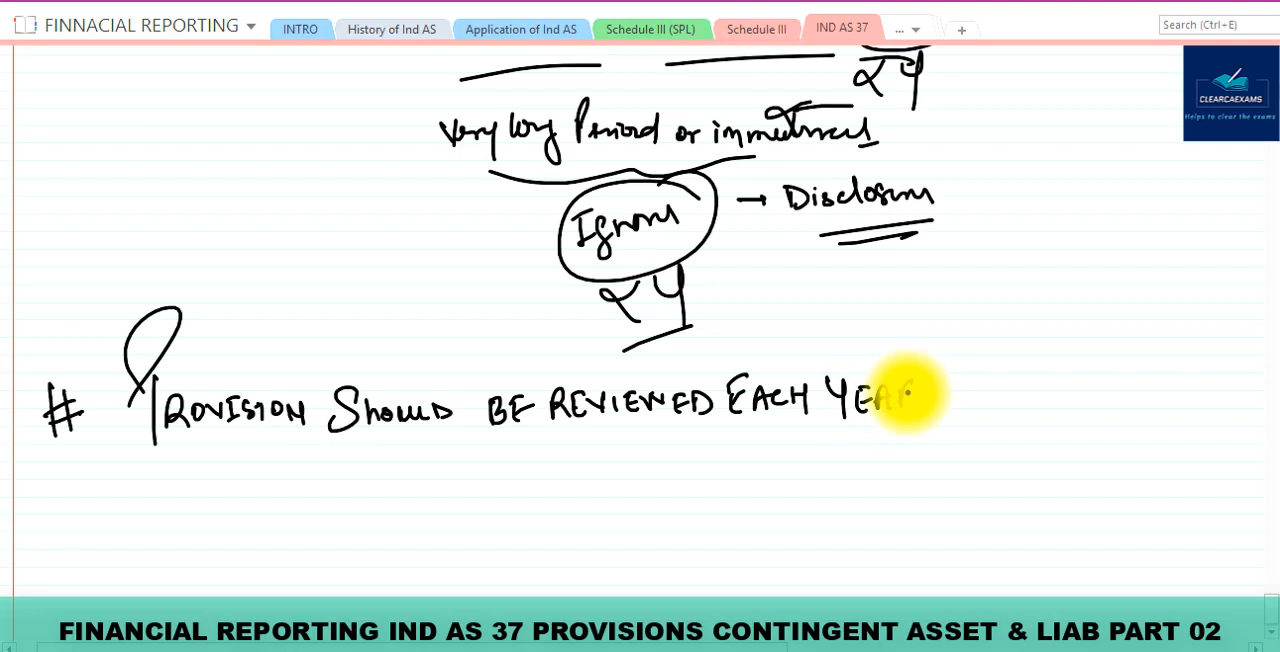 FINNACIAL REPORTING
INTRO
History of Ind AS
Application of Ind AS
Schedule III (SPL)
Schedule III
IND AS 37
...
+
Search (Ctrl+E)
CLEARCAEXAMS
Helps to clear the exams
Very long Period or
Ignore → Disclosure
# PROVISION Should BE REVIEWED EACH YEAR
FINANCIAL REPORTING IND AS 37 PROVISIONS CONTINGENT ASSET & LIAB PART 02